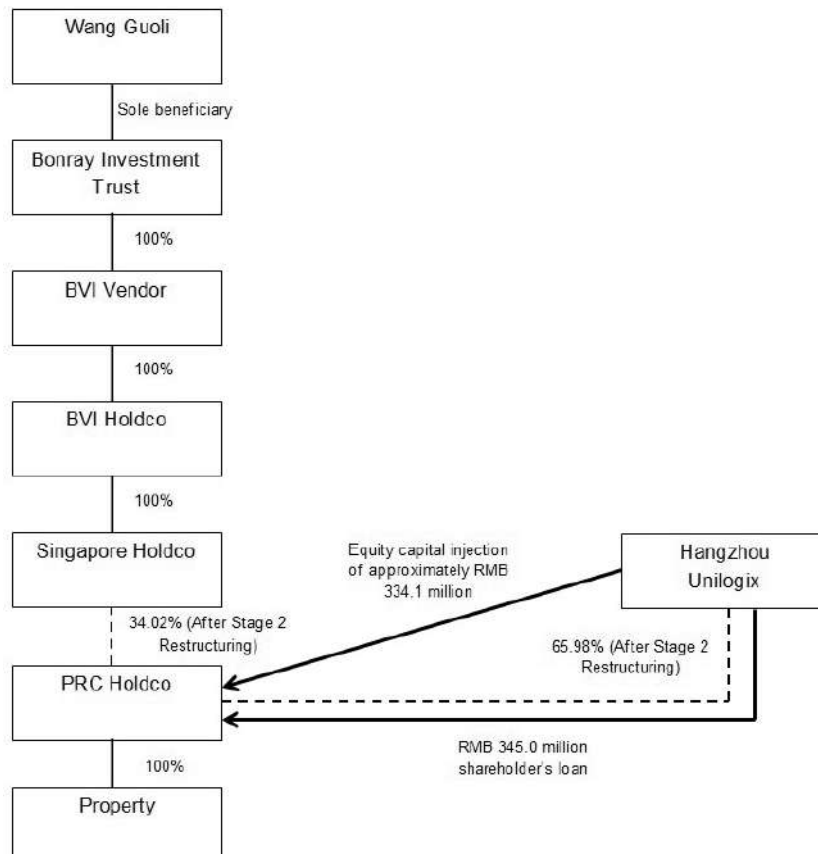 Wang Guoli
Sole beneficiary
Bonray Investment
Trust
100%
BVI Vendor
100%
BVI Holdco
100%
Singapore Holdco
Equity capital injection
of approximately RMB
334.1 million
Hangzhou
Unilogix
34.02% (After Stage 2
Restructuring)
65.98% (After Stage 2
Restructuring)
PRC Holdco
RMB 345.0 million
shareholder's loan
100%
Property